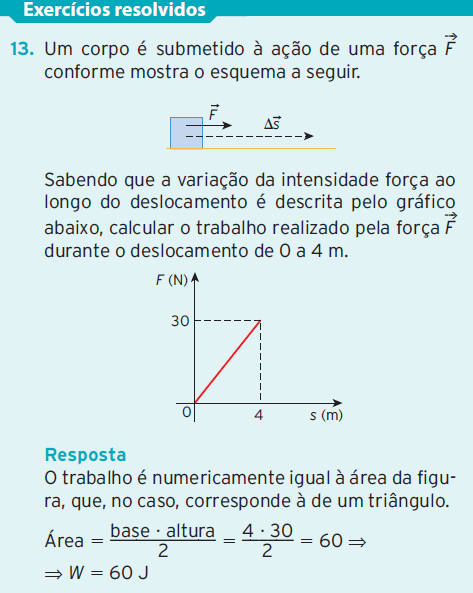 Exercícios resolvidos
13. Um corpo é submetido à ação de uma força F⃗
conforme mostra o esquema a seguir.
F⃗
Δs⃗
Sabendo que a variação da intensidade força ao
longo do deslocamento é descrita pelo gráfico
abaixo, calcular o trabalho realizado pela força F⃗
durante o deslocamento de 0 a 4 m.
F (N)
30
0 4 s (m)
Resposta
O trabalho é numericamente igual à área da figu-
ra, que, no caso, corresponde à de um triângulo.
Área = base · altura / 2 = 4 · 30 / 2 = 60 ⇒
⇒ W = 60 J